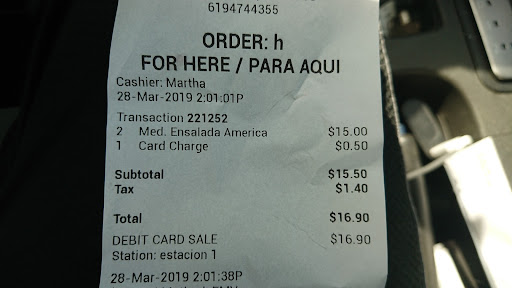 6194744355
ORDER: h
FOR HERE / PARA AQUI
Cashier: Martha
28-Mar-2019 2:01:01P
Transaction 221252
2 Med. Ensalada America $15.00
1 Card Charge $0.50
Subtotal $15.50
Tax $1.40
Total $16.90
DEBIT CARD SALE $16.90
Station: estacion 1
28-Mar-2019 2:01:38P